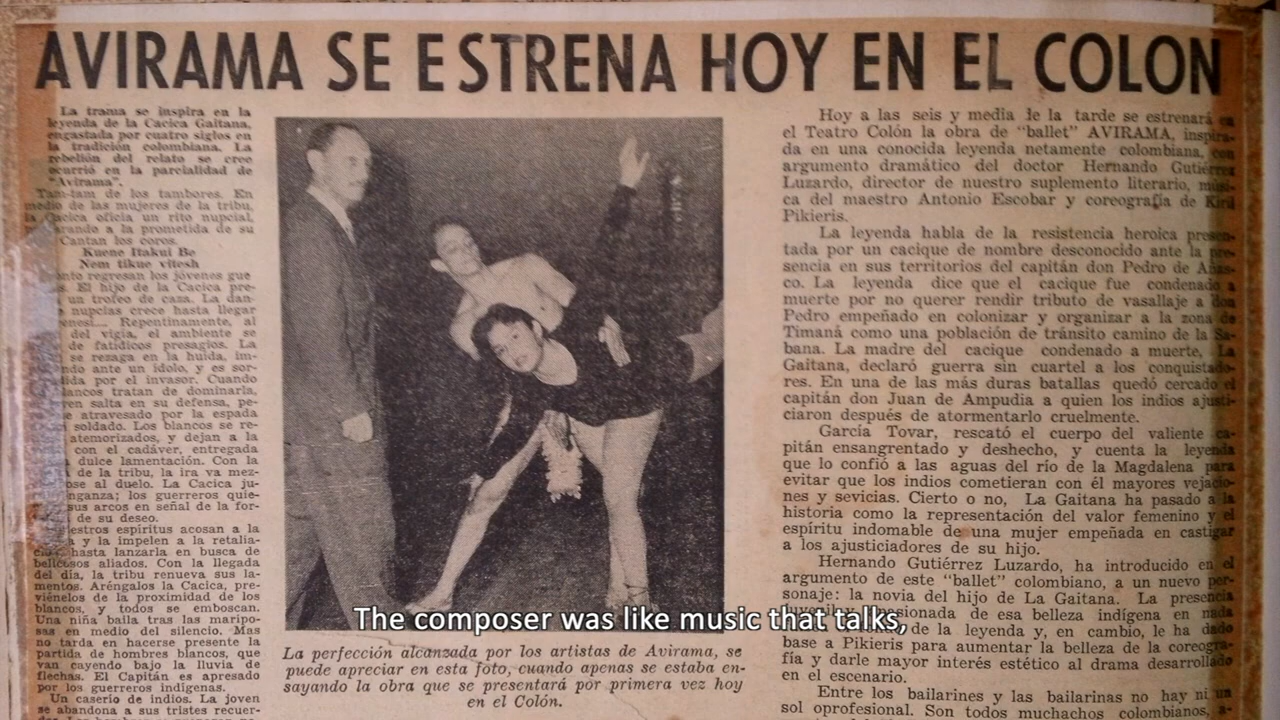 AVIRAMA SE ESTRENA HOY EN EL COLON
La trama se inspira en la
leyenda de la Cacica Gaitana,
engastada por cuatro siglos en
la tradición colombiana. La
rebelión del relato se cree
ocurrió en la parcialidad de
"Avirama".
Tam-tam de los tambores. En
medio de las mujeres de la tribu,
la Cacica oficia un rito nupcial,
arando a la prometida de su
Cantan los coros.
Kuene Itakui Be
Nem tikue vitesh
onto regresan los jóvenes gue
s. El hijo de la Cacica pre-
un trofeo de caza. La dan-
nupcias crece hasta llegar
enesí.... Repentinamente, al
del vigía, el ambiente se
de fatídicos presagios. La
se rezaga en la huída, im-
ndo ante un ídolo, y es sor-
dida por el invasor. Cuando
lancos tratan de dominarla,
ven salta en su defensa, pe-
e atravesado por la espada
soldado. Los blancos se re-
atemorizados, y dejan a la
con el cadáver, entregada
dulce lamentación. Con la
de la tribu, la ira va mez-
ose al duelo. La Cacica ju-
nganza; los guerreros quie-
sus arcos en señal de la for-
de su deseo.
estros espíritus acosan a la
a y la impelen a la retalia-
hasta lanzarla en busca de
belicosos aliados. Con la llegada
del día, la tribu renueva sus la-
mentos. Aréngalos la Cacica, pre-
viénelos de la proximidad de los
blancos, y todos se emboscan.
Una niña baila tras las maripo-
sas en medio del silencio. Mas
no tarda en hacerse presente la
partida de hombres blancos, que
van cayendo bajo la lluvia de
flechas. El Capitán es apresado
por los guerreros indígenas.
Un caserío de indios. La joven
se abandona a sus tristes recuer-
La perfección alcanzada por los artistas de Avirama, se
puede apreciar en esta foto, cuando apenas se estaba en-
sayando la obra que se presentará por primera vez hoy
en el Colón.
Hoy a las seis y media de la tarde se estrenará en
el Teatro Colón la obra de "ballet" AVIRAMA, inspira-
da en una conocida leyenda netamente colombiana, con
argumento dramático del doctor Hernando Gutiérrez
Luzardo, director de nuestro suplemento literario, músi-
ca del maestro Antonio Escobar y coreografía de Kiril
Pikieris.
La leyenda habla de la resistencia heroica presen-
tada por un cacique de nombre desconocido ante la pre-
sencia en sus territorios del capitán don Pedro de Añas-
co. La leyenda dice que el cacique fue condenado a
muerte por no querer rendir tributo de vasallaje a don
Pedro empeñado en colonizar y organizar a la zona de
Timaná como una población de tránsito camino de la Sa-
bana. La madre del cacique condenado a muerte, La
Gaitana, declaró guerra sin cuartel a los conquistado-
res. En una de las más duras batallas quedó cercado el
capitán don Juan de Ampudia a quien los indios ajusti-
ciaron después de atormentarlo cruelmente.
García Tovar, rescató el cuerpo del valiente ca-
pitán ensangrentado y deshecho, y cuenta la leyenda
que lo confió a las aguas del río de la Magdalena para
evitar que los indios cometieran con él mayores vejacio-
nes y sevicias. Cierto o no, La Gaitana ha pasado a la
historia como la representación del valor femenino y el
espíritu indomable de una mujer empeñada en castigar
a los ajusticiadores de su hijo.
Hernando Gutiérrez Luzardo, ha introducido en el
argumento de este "ballet" colombiano, a un nuevo per-
sonaje: la novia del hijo de La Gaitana. La presencia
juvenil y apasionada de esa belleza indígena en nada
de la leyenda y, en cambio, le ha dado
base a Pikieris para aumentar la belleza de la coreogra-
fía y darle mayor interés estético al drama desarrollado
en el escenario.
Entre los bailarines y las bailarinas no hay ni un
sol oprofesional. Son todos muchachos colombianos, a-
The composer was like music that talks,